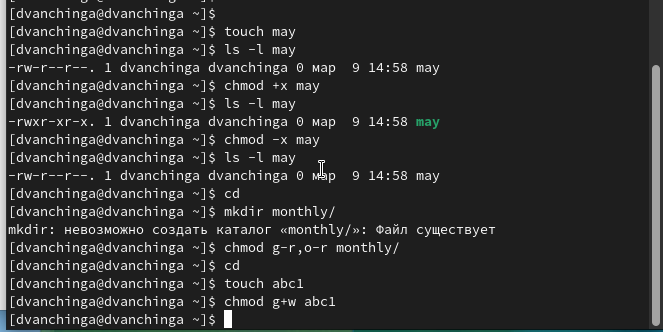 [dvanchinga@dvanchinga ~]$
[dvanchinga@dvanchinga ~]$ touch may
[dvanchinga@dvanchinga ~]$ ls -l may
-rw-r--r--. 1 dvanchinga dvanchinga 0 мар  9 14:58 may
[dvanchinga@dvanchinga ~]$ chmod +x may
[dvanchinga@dvanchinga ~]$ ls -l may
-rwxr-xr-x. 1 dvanchinga dvanchinga 0 мар  9 14:58 may
[dvanchinga@dvanchinga ~]$ chmod -x may
[dvanchinga@dvanchinga ~]$ ls -l may
-rw-r--r--. 1 dvanchinga dvanchinga 0 мар  9 14:58 may
[dvanchinga@dvanchinga ~]$ cd
[dvanchinga@dvanchinga ~]$ mkdir monthly/
mkdir: невозможно создать каталог «monthly/»: Файл существует
[dvanchinga@dvanchinga ~]$ chmod g-r,o-r monthly/
[dvanchinga@dvanchinga ~]$ cd
[dvanchinga@dvanchinga ~]$ touch abc1
[dvanchinga@dvanchinga ~]$ chmod g+w abc1
[dvanchinga@dvanchinga ~]$